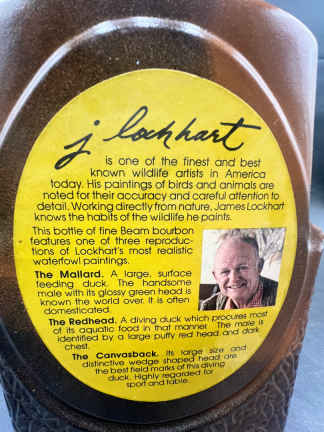 j lockhart
is one of the finest and best
known wildlife artists in America
today. His paintings of birds and animals are
noted for their accuracy and careful attention to
detail. Working directly from nature, James Lockhart
knows the habits of the wildlife he paints.
This bottle of fine Beam bourbon
features one of three reproduc-
tions of Lockhart's most realistic
waterfowl paintings.
The Mallard. A large, surface
feeding duck. The handsome
male with its glossy green head is
known the world over. It is often
domesticated.
The Redhead. A diving duck which procures most
of its aquatic food in that manner. The male is
identified by a large puffy red head and dark
chest.
The Canvasback. Its large size and
distinctive wedge shaped head are
the best field marks of this diving
duck. Highly regarded for
sport and table.